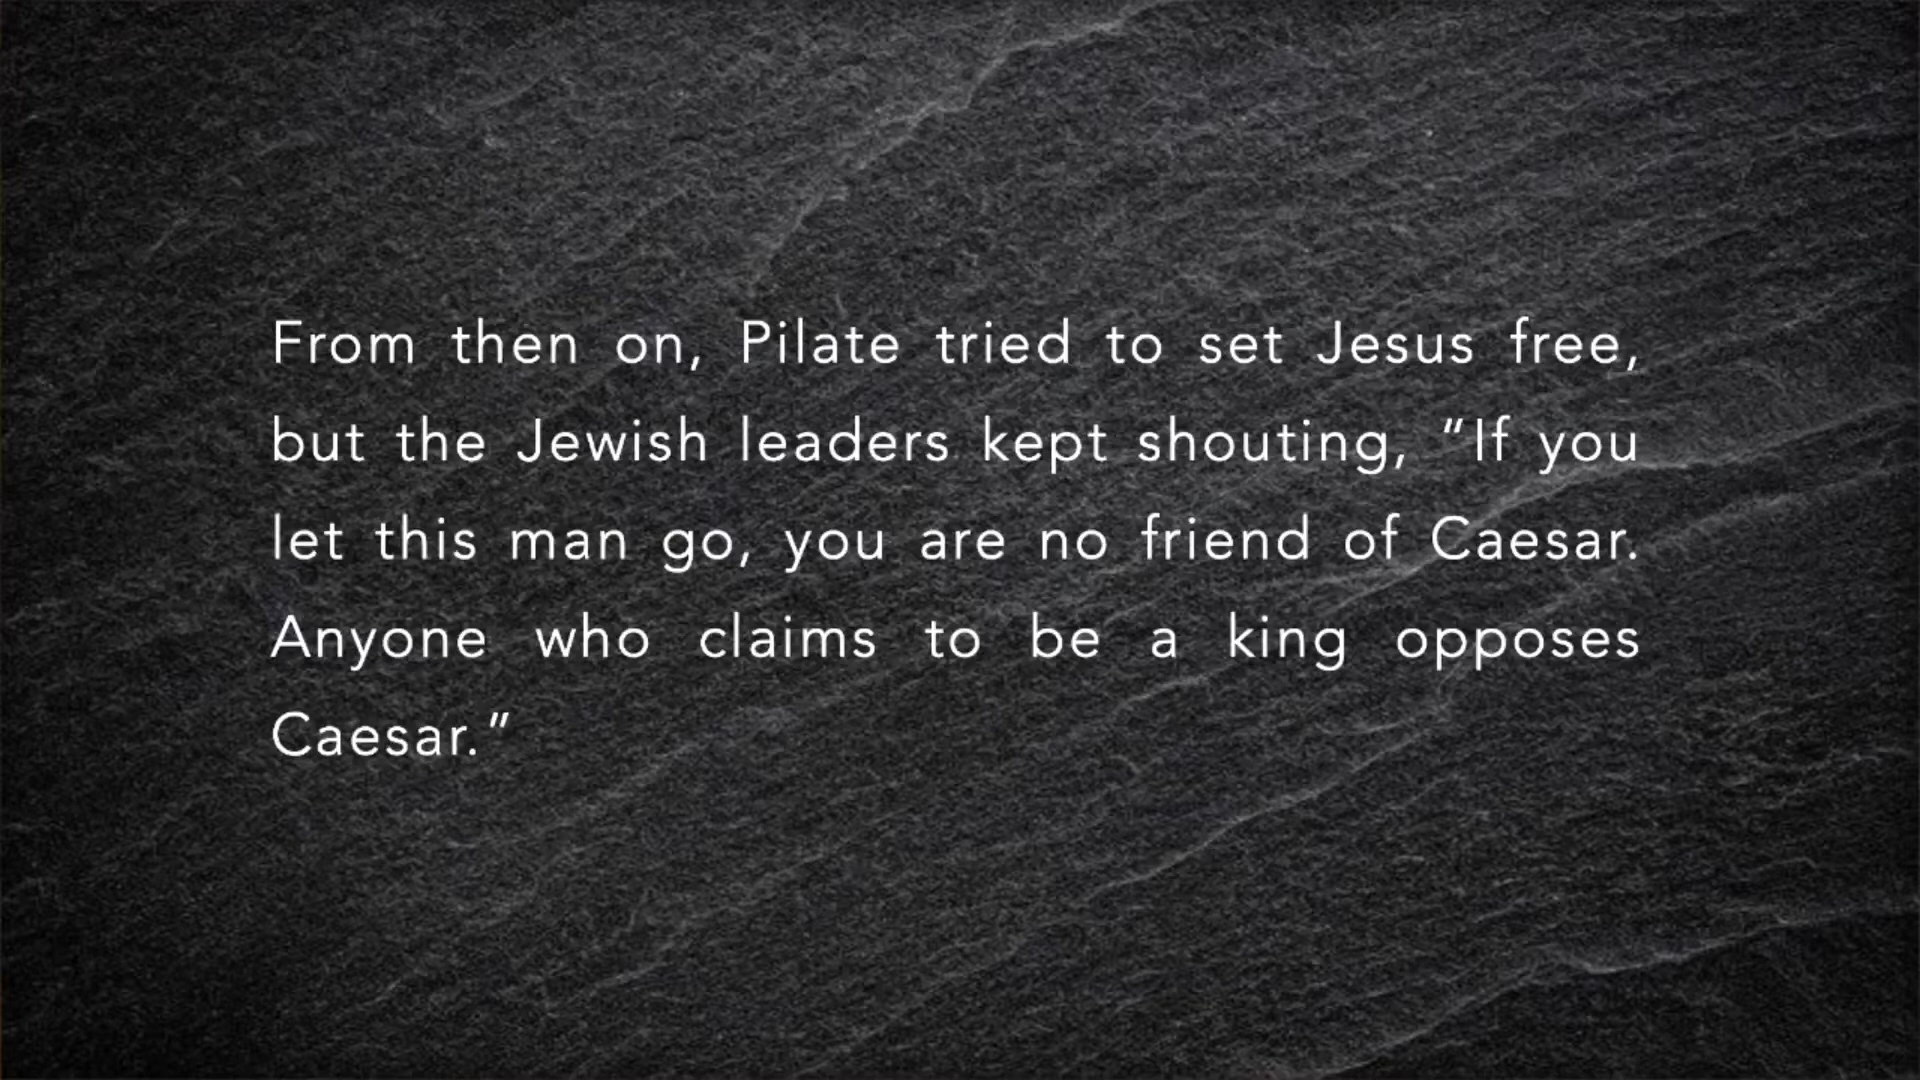 From then on, Pilate tried to set Jesus free,
but the Jewish leaders kept shouting, “If you
let this man go, you are no friend of Caesar.
Anyone who claims to be a king opposes
Caesar.”